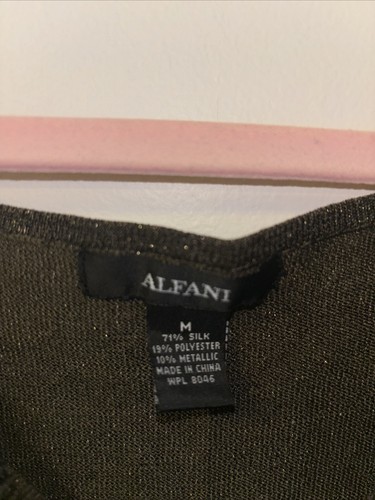 ALFANI
M
71% SILK
19% POLYESTER
10% METALLIC
MADE IN CHINA
WPL 8046